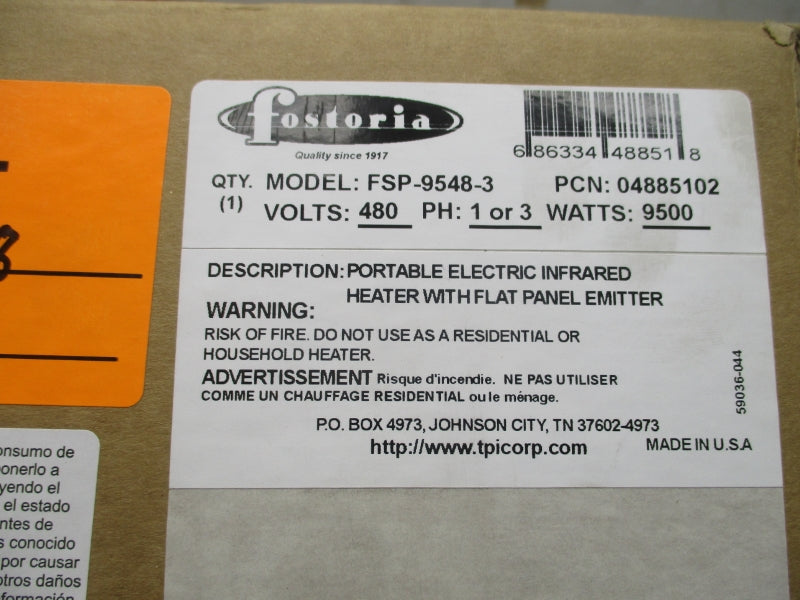 fostoria
Quality since 1917
6 86334 48851 8
QTY. MODEL: FSP-9548-3 PCN: 04885102
(1) VOLTS: 480 PH: 1 or 3 WATTS: 9500
DESCRIPTION: PORTABLE ELECTRIC INFRARED
HEATER WITH FLAT PANEL EMITTER
WARNING:
RISK OF FIRE. DO NOT USE AS A RESIDENTIAL OR
HOUSEHOLD HEATER.
ADVERTISSEMENT Risque d'incendie. NE PAS UTILISER
COMME UN CHAUFFAGE RESIDENTIAL ou le ménage.
59036-044
P.O. BOX 4973, JOHNSON CITY, TN 37602-4973
http://www.tpicorp.com MADE IN U.S.A
onsumo de
ponerlo a
yendo el
el estado
ntes de
s conocido
por causar
otros daños
formación